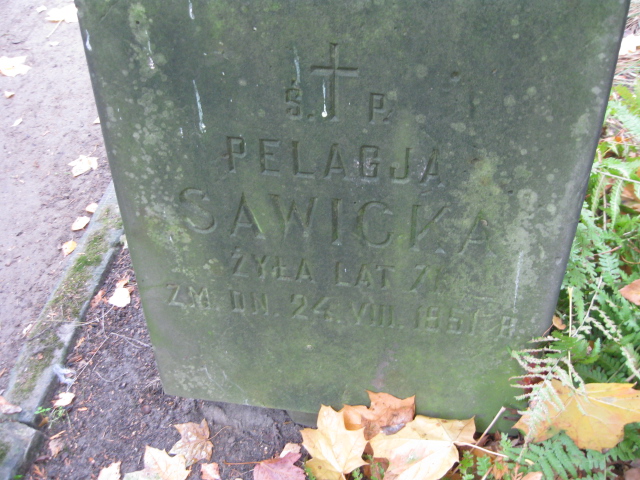 Ś. P.
PELAGJA
SAWICKA
ŻYŁA LAT
ZM. DN. 24. VIII. R.